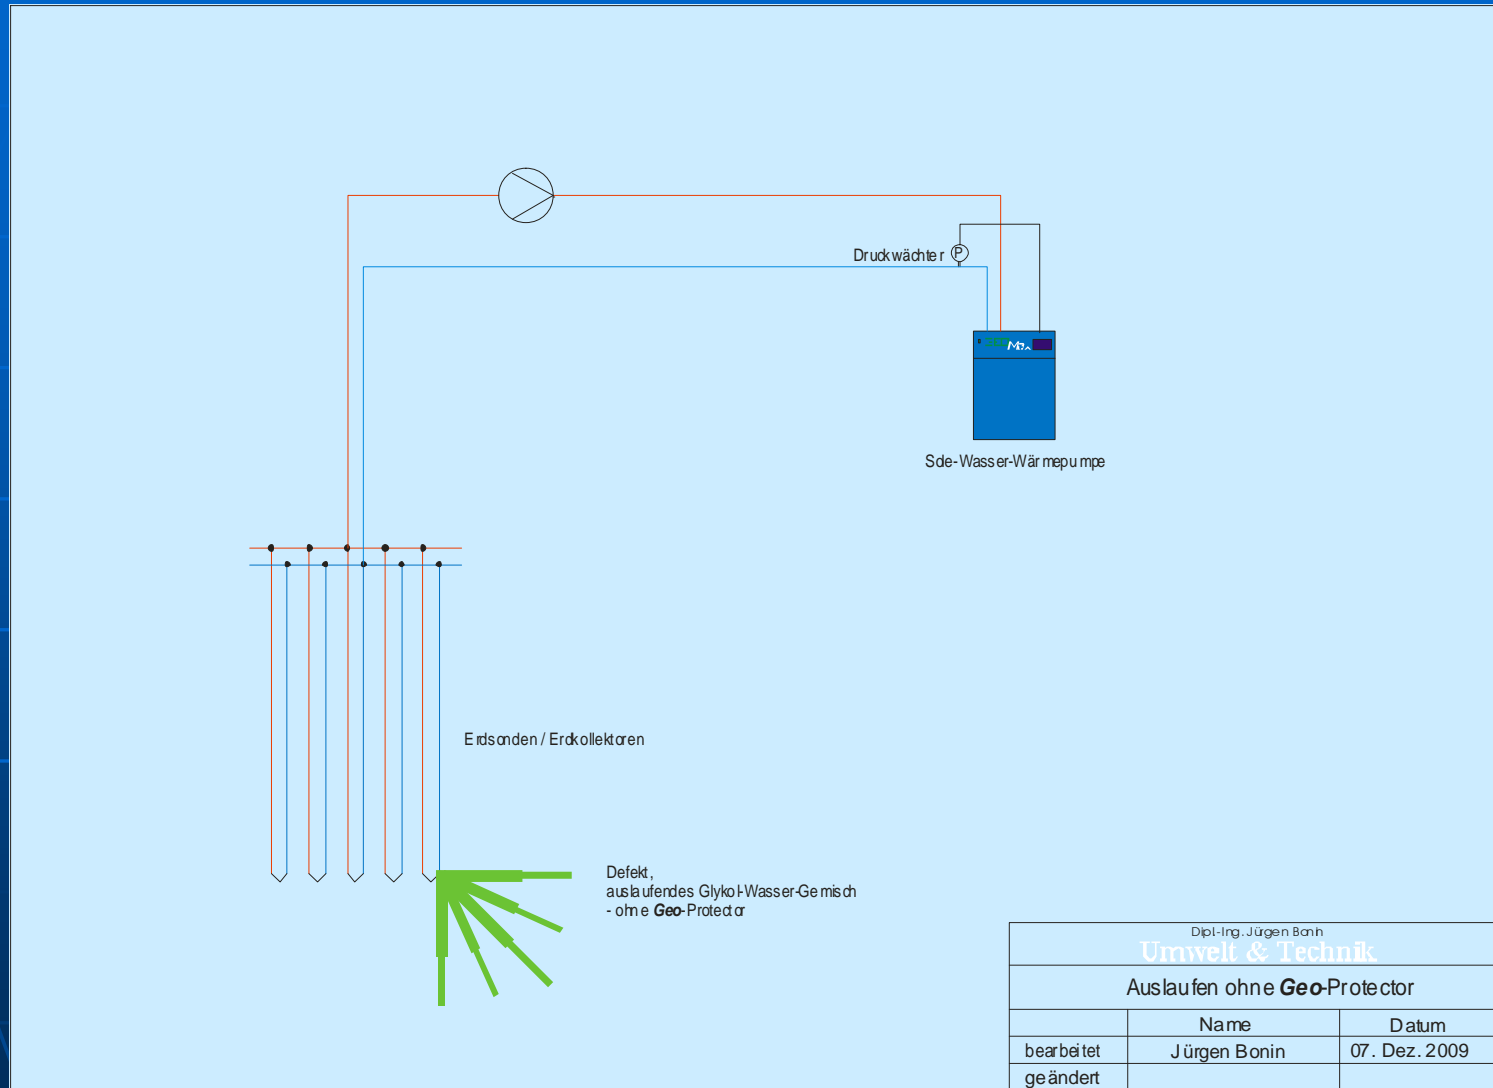 Druckwächter P
Sole-Wasser-Wärmepumpe
Erdsonden / Erdkollektoren
Defekt,
auslaufendes Glykol-Wasser-Gemisch
- ohne Geo-Protector
Dipl.-Ing. Jürgen Bonin
Umwelt & Technik
Auslaufen ohne Geo-Protector
Name Datum
bearbeitet Jürgen Bonin 07. Dez. 2009
geändert